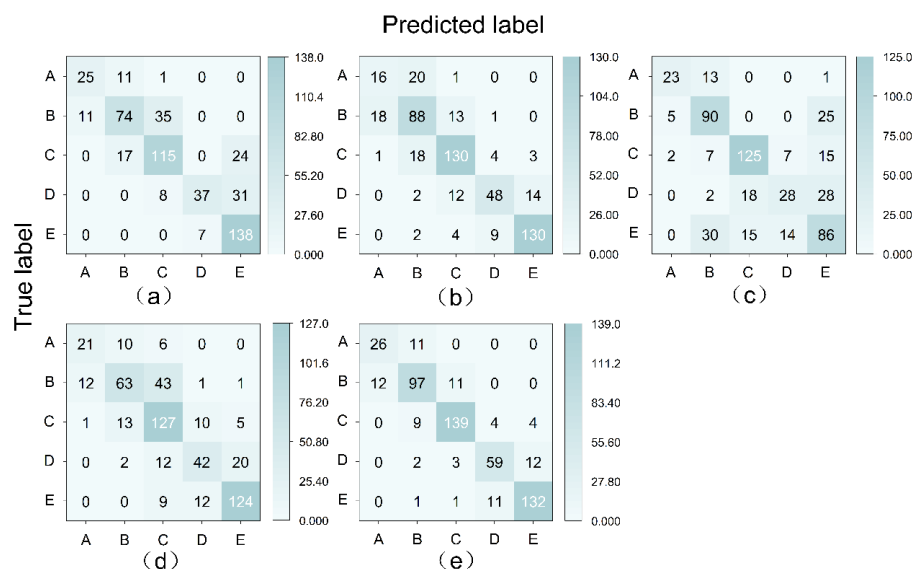 Predicted label
True label
A 25 11 1 0 0
B 11 74 35 0 0
C 0 17 115 0 24
D 0 0 8 37 31
E 0 0 0 7 138
A B C D E
138.0
110.4
82.80
55.20
27.60
0.000
（a）
A 16 20 1 0 0
B 18 88 13 1 0
C 1 18 130 4 3
D 0 2 12 48 14
E 0 2 4 9 130
A B C D E
130.0
104.0
78.00
52.00
26.00
0.000
（b）
A 23 13 0 0 1
B 5 90 0 0 25
C 2 7 125 7 15
D 0 2 18 28 28
E 0 30 15 14 86
A B C D E
125.0
100.0
75.00
50.00
25.00
0.000
（c）
A 21 10 6 0 0
B 12 63 43 1 1
C 1 13 127 10 5
D 0 2 12 42 20
E 0 0 9 12 124
A B C D E
127.0
101.6
76.20
50.80
25.40
0.000
（d）
A 26 11 0 0 0
B 12 97 11 0 0
C 0 9 139 4 4
D 0 2 3 59 12
E 0 1 1 11 132
A B C D E
139.0
111.2
83.40
55.60
27.80
0.000
（e）